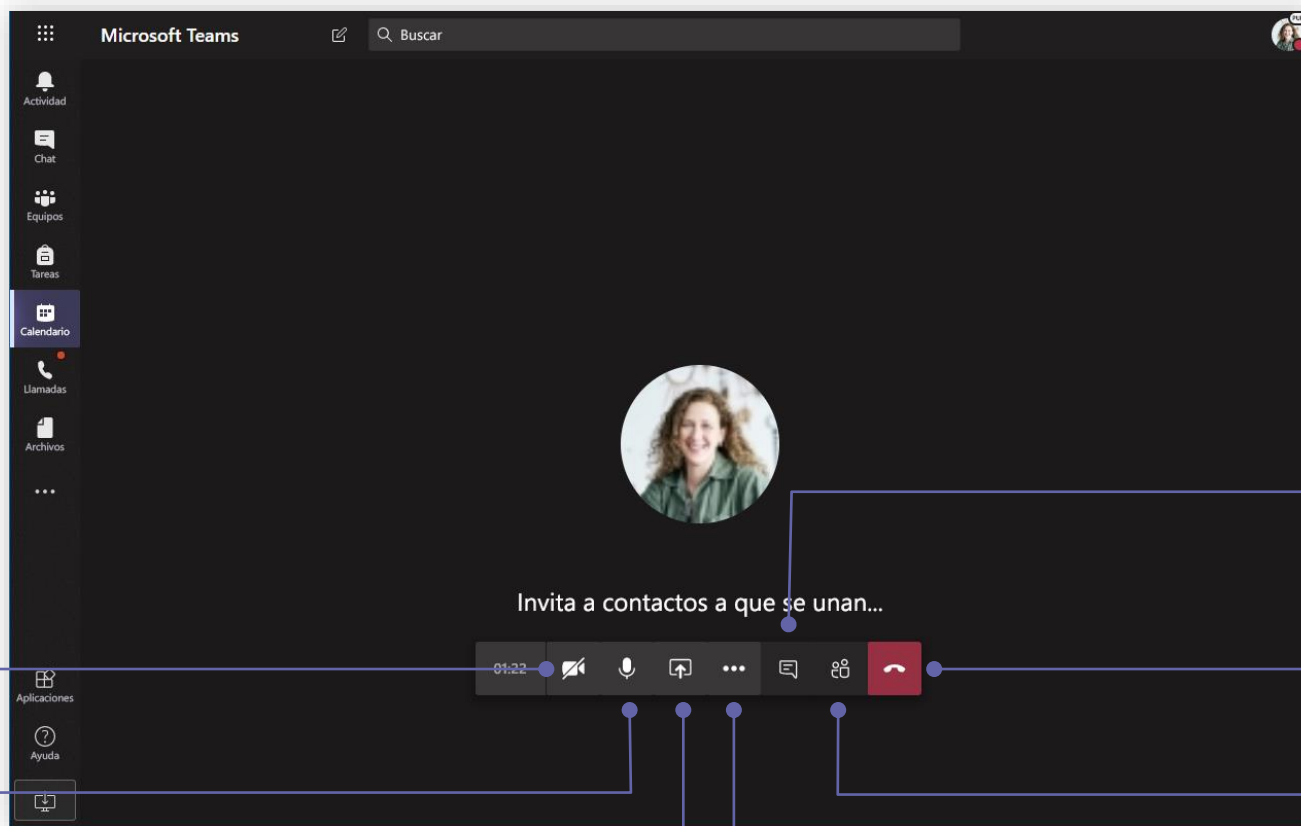 Microsoft Teams
Buscar
Actividad
Chat
Equipos
Tareas
Calendario
Llamadas
Archivos
Invita a contactos a que se unan...
01:22
Aplicaciones
Ayuda